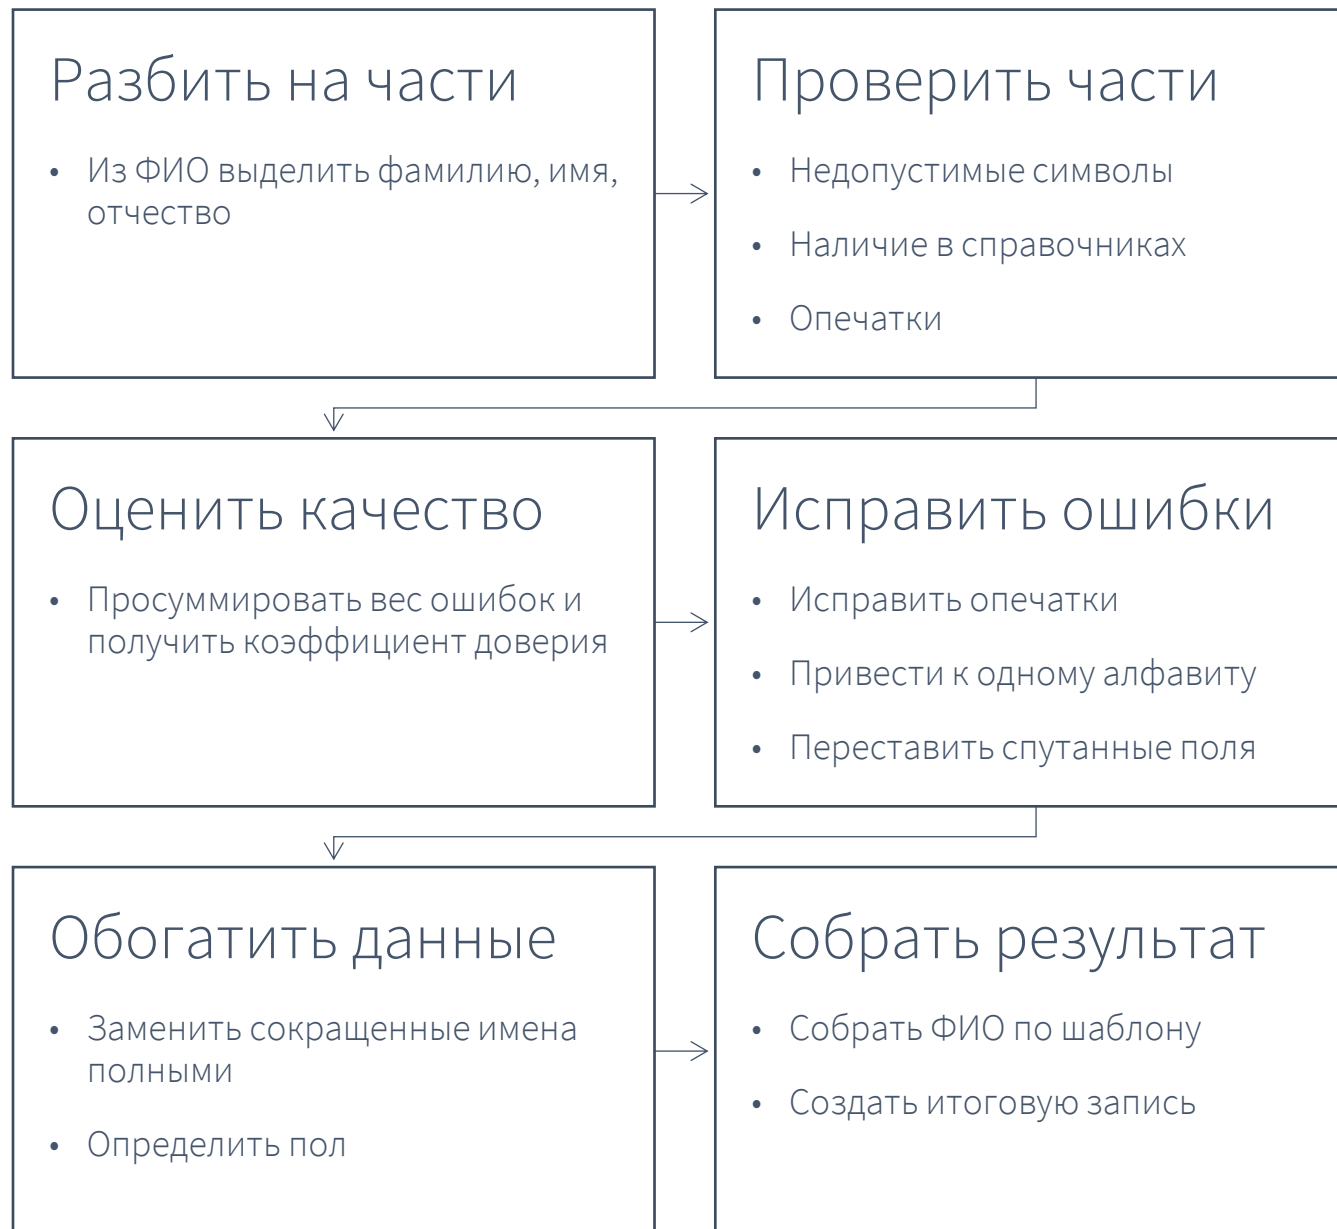 Разбить на части
• Из ФИО выделить фамилию, имя,
отчество
Проверить части
• Недопустимые символы
• Наличие в справочниках
• Опечатки
Оценить качество
• Просуммировать вес ошибок и
получить коэффициент доверия
Исправить ошибки
• Исправить опечатки
• Привести к одному алфавиту
• Переставить спутанные поля
Обогатить данные
• Заменить сокращенные имена
полными
• Определить пол
Собрать результат
• Собрать ФИО по шаблону
• Создать итоговую запись